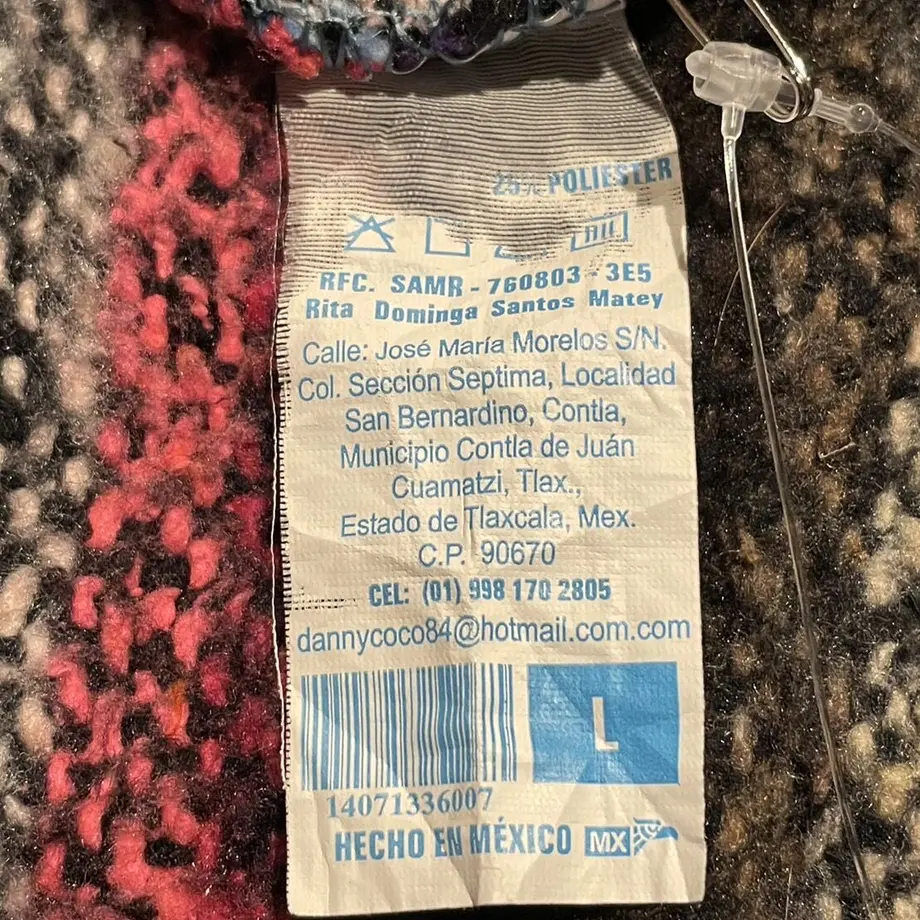 25% POLIESTER
RFC. SAMR - 760803 - 3E5
Rita Dominga Santos Matey
Calle: José María Morelos S/N.
Col. Sección Septima, Localidad
San Bernardino, Contla,
Municipio Contla de Juán
Cuamatzi, Tlax.,
Estado de Tlaxcala, Mex.
C.P. 90670
CEL: (01) 998 170 2805
dannycoco84@hotmail.com.com
L
14071336007
HECHO EN MÉXICO MX